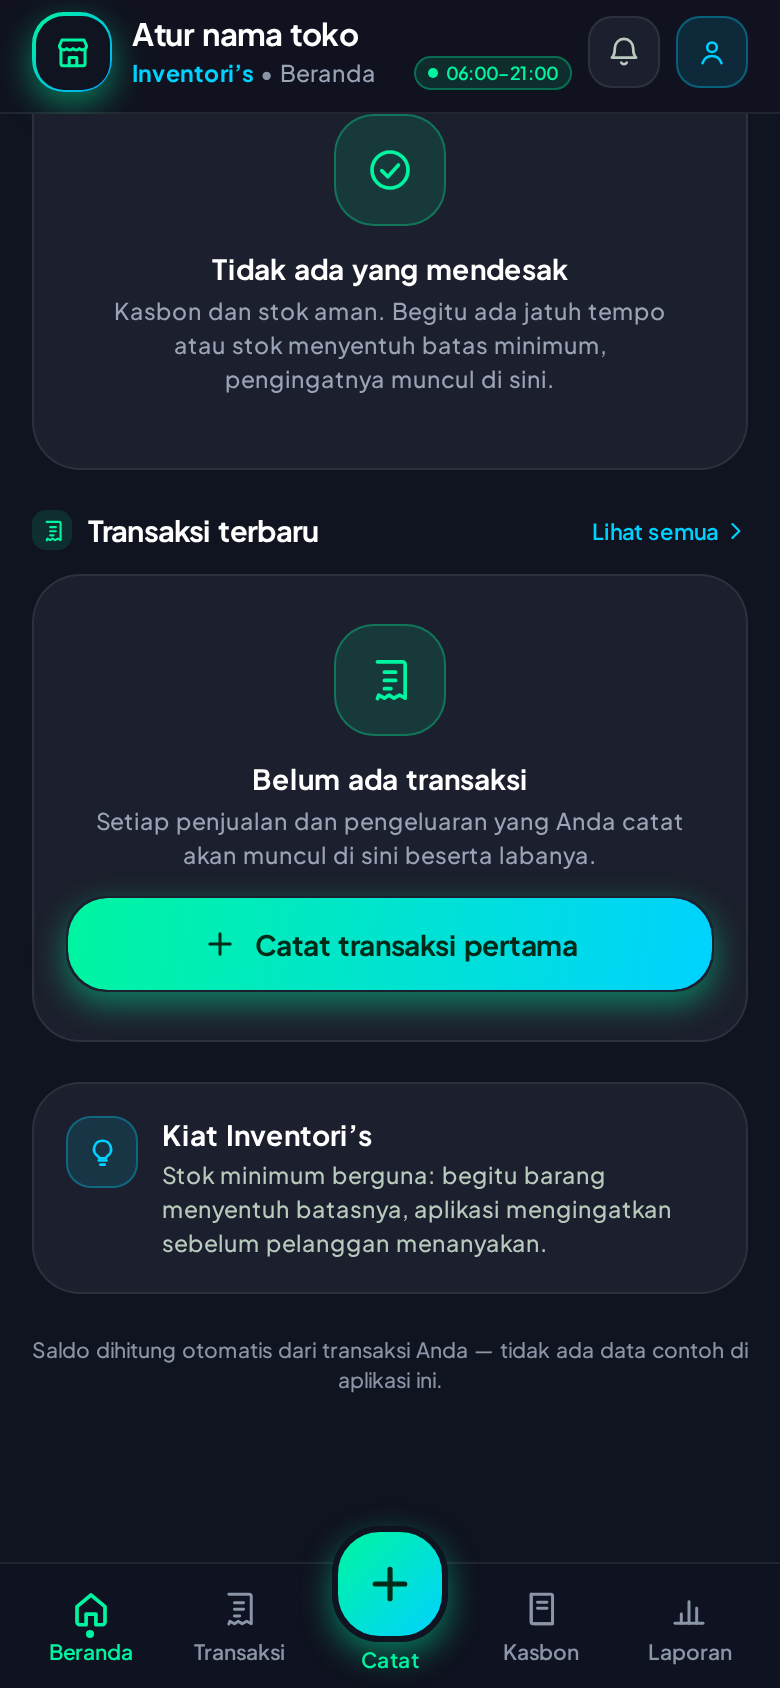 Atur nama toko
Inventori’s • Beranda
06:00–21:00
Tidak ada yang mendesak
Kasbon dan stok aman. Begitu ada jatuh tempo
atau stok menyentuh batas minimum,
pengingatnya muncul di sini.
Transaksi terbaru
Lihat semua
Belum ada transaksi
Setiap penjualan dan pengeluaran yang Anda catat
akan muncul di sini beserta labanya.
Catat transaksi pertama
Kiat Inventori’s
Stok minimum berguna: begitu barang
menyentuh batasnya, aplikasi mengingatkan
sebelum pelanggan menanyakan.
Saldo dihitung otomatis dari transaksi Anda — tidak ada data contoh di
aplikasi ini.
Beranda
Transaksi
Catat
Kasbon
Laporan